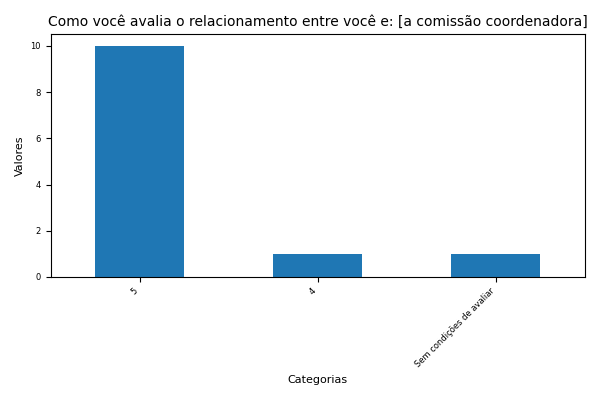 Como você avalia o relacionamento entre você e: [a comissão coordenadora]
10
8
6
4
2
0
Valores
5
4
Sem condições de avaliar
Categorias